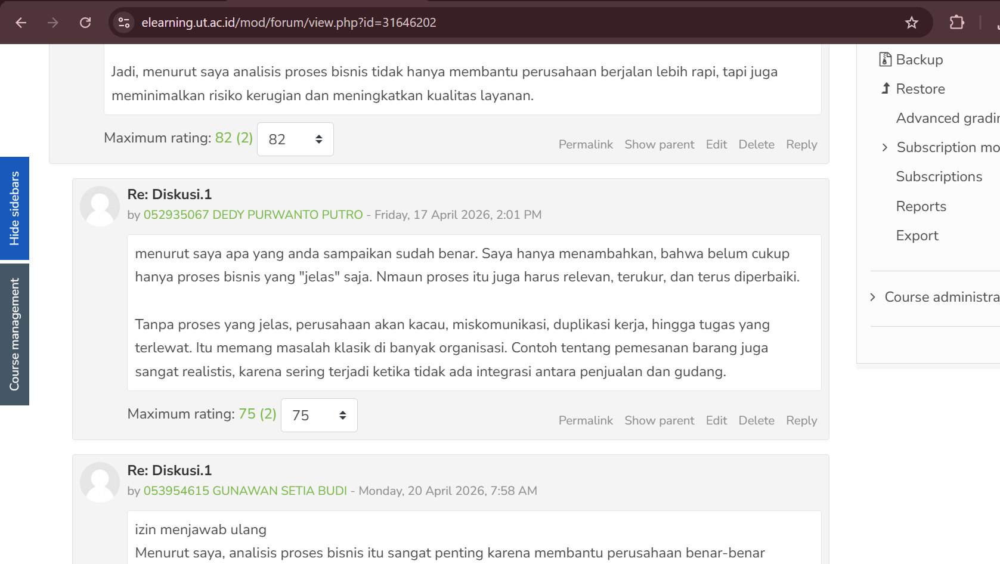 elearning.ut.ac.id/mod/forum/view.php?id=31646202
Jadi, menurut saya analisis proses bisnis tidak hanya membantu perusahaan berjalan lebih rapi, tapi juga
meminimalkan risiko kerugian dan meningkatkan kualitas layanan.
Maximum rating: 82 (2) 82
Permalink Show parent Edit Delete Reply
Re: Diskusi.1
by 052935067 DEDY PURWANTO PUTRO - Friday, 17 April 2026, 2:01 PM
menurut saya apa yang anda sampaikan sudah benar. Saya hanya menambahkan, bahwa belum cukup
hanya proses bisnis yang "jelas" saja. Nmaun proses itu juga harus relevan, terukur, dan terus diperbaiki.
Tanpa proses yang jelas, perusahaan akan kacau, miskomunikasi, duplikasi kerja, hingga tugas yang
terlewat. Itu memang masalah klasik di banyak organisasi. Contoh tentang pemesanan barang juga
sangat realistis, karena sering terjadi ketika tidak ada integrasi antara penjualan dan gudang.
Maximum rating: 75 (2) 75
Permalink Show parent Edit Delete Reply
Re: Diskusi.1
by 053954615 GUNAWAN SETIA BUDI - Monday, 20 April 2026, 7:58 AM
izin menjawab ulang
Menurut saya, analisis proses bisnis itu sangat penting karena membantu perusahaan benar-benar
Hide sidebars
Course management
Backup
Restore
Advanced gradin
Subscription mo
Subscriptions
Reports
Export
Course administra